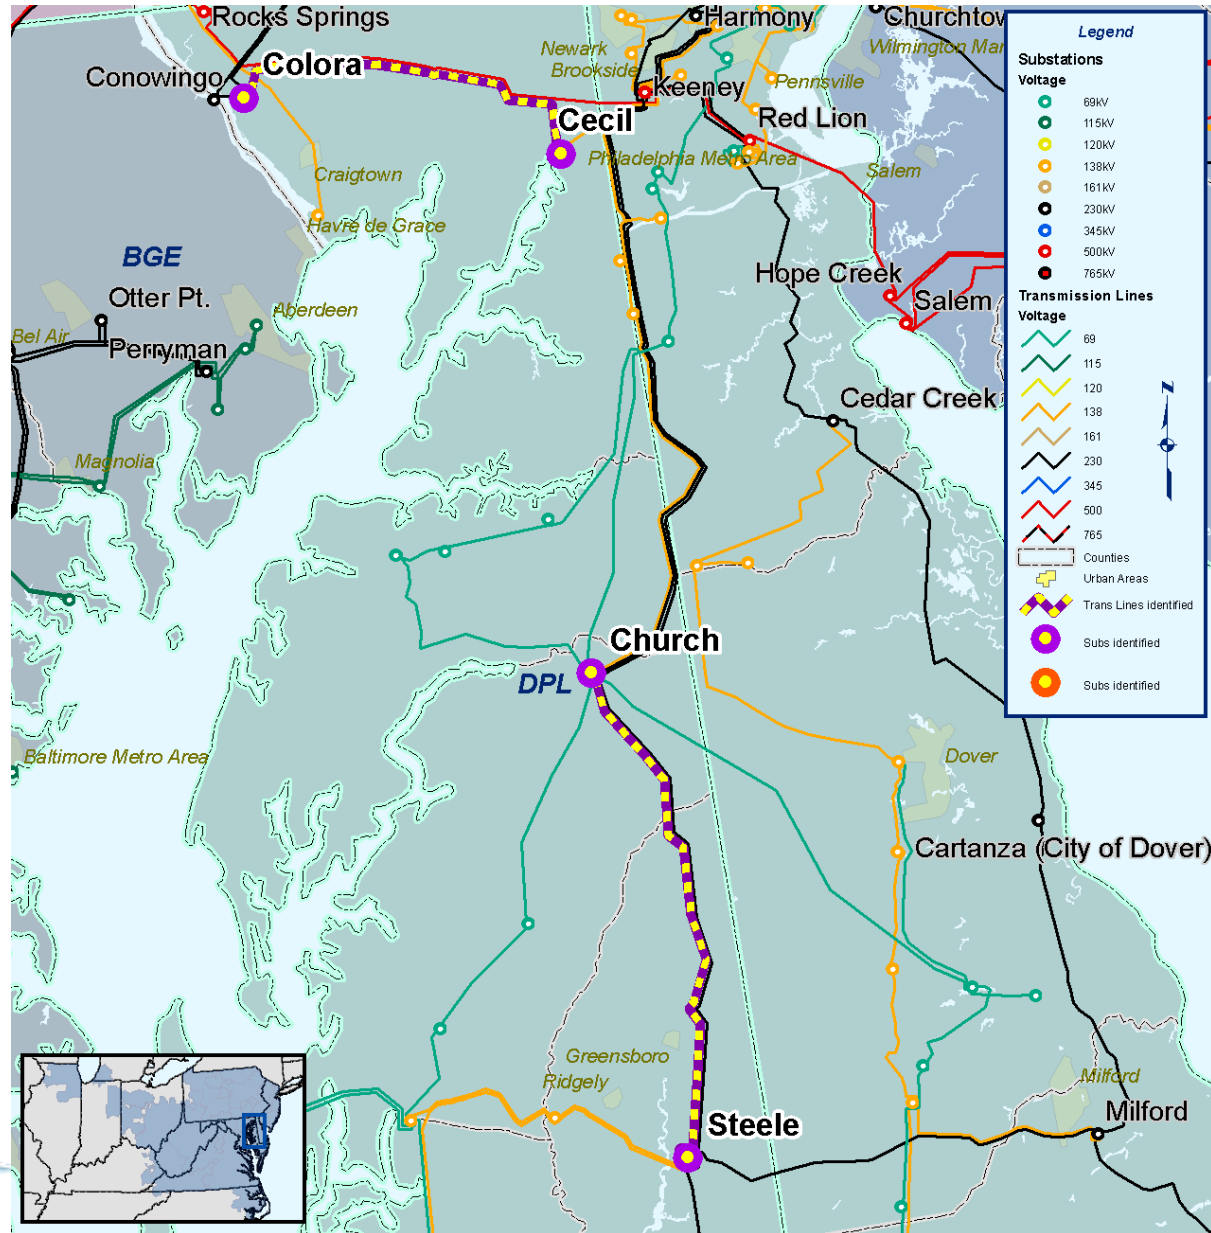 Rocks Springs
Harmony
Churchtow
Newark
Brookside
Wilmington Mar
Conowingo
Colora
Keeney
Pennsville
Cecil
Red Lion
Philadelphia Metro Area
Salem
Craigtown
Havre de Grace
BGE
Hope Creek
Otter Pt.
Salem
Aberdeen
Bel Air
Perryman
Cedar Creek
Magnolia
Church
DPL
Baltimore Metro Area
Dover
Cartanza (City of Dover)
Greensboro
Ridgely
Milford
Milford
Steele
Legend
Substations
Voltage
69kV
115kV
120kV
138kV
161kV
230kV
345kV
500kV
765kV
Transmission Lines
Voltage
69
115
120
138
161
230
345
500
765
Counties
Urban Areas
Trans Lines identified
Subs identified
Subs identified
Z